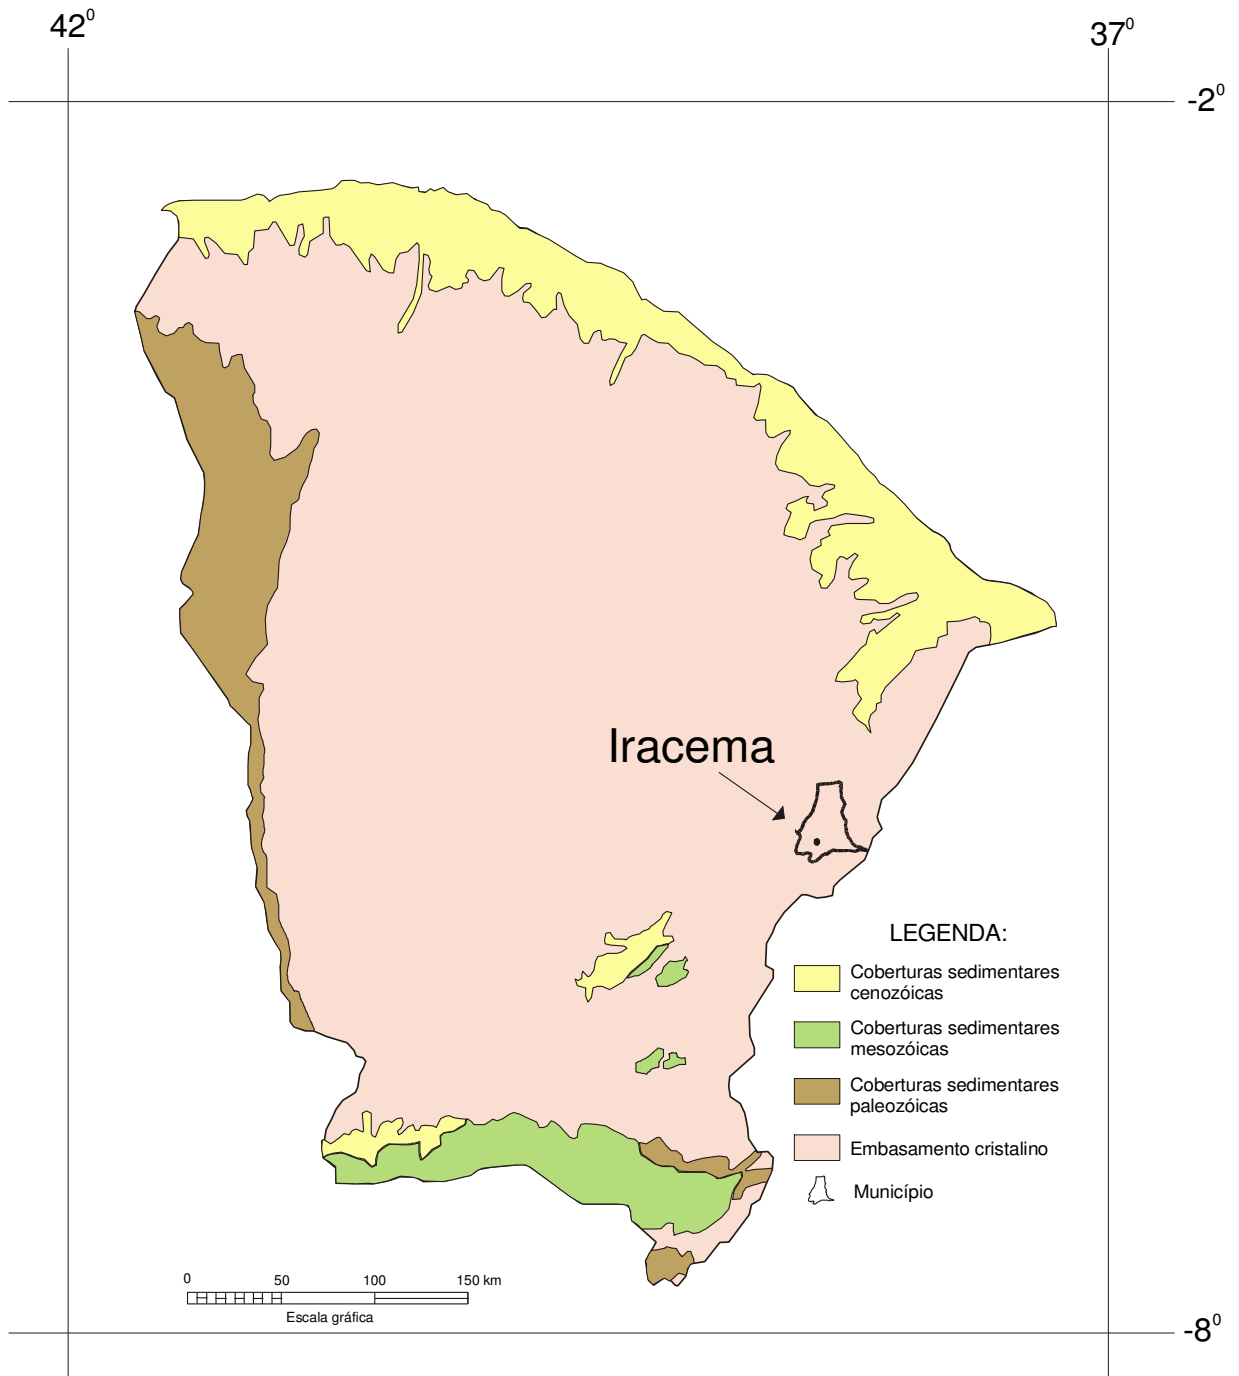 42⁰
37⁰
-2⁰
Iracema
LEGENDA:
Coberturas sedimentares
cenozóicas
Coberturas sedimentares
mesozóicas
Coberturas sedimentares
paleozóicas
Embasamento cristalino
Município
0 50 100 150 km
Escala gráfica
-8⁰